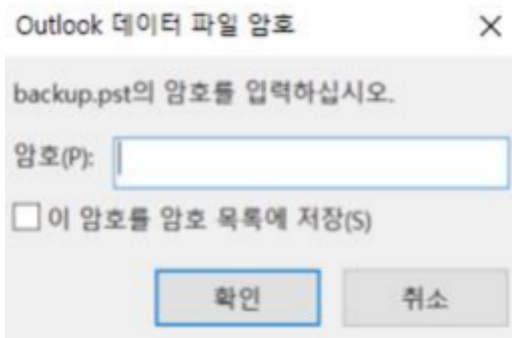 Outlook 데이터 파일 암호
backup.pst의 암호를 입력하십시오.
암호(P):
이 암호를 암호 목록에 저장(S)
확인 취소